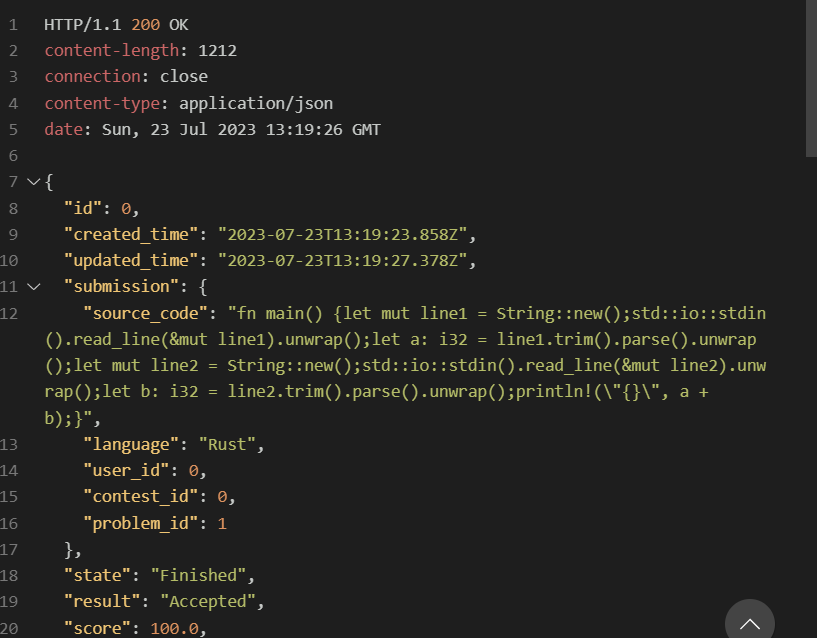 1 HTTP/1.1 200 OK
2 content-length: 1212
3 connection: close
4 content-type: application/json
5 date: Sun, 23 Jul 2023 13:19:26 GMT
6
7 {
8 "id": 0,
9 "created_time": "2023-07-23T13:19:23.858Z",
10 "updated_time": "2023-07-23T13:19:27.378Z",
11 "submission": {
12 "source_code": "fn main() {let mut line1 = String::new();std::io::stdin
().read_line(&mut line1).unwrap();let a: i32 = line1.trim().parse().unwrap
();let mut line2 = String::new();std::io::stdin().read_line(&mut line2).unw
rap();let b: i32 = line2.trim().parse().unwrap();println!(\"{}\", a +
b);}",
13 "language": "Rust",
14 "user_id": 0,
15 "contest_id": 0,
16 "problem_id": 1
17 },
18 "state": "Finished",
19 "result": "Accepted",
20 "score": 100.0,